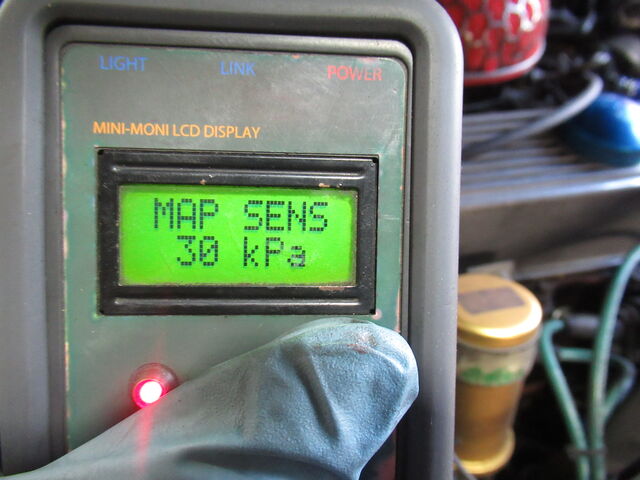 LIGHT LINK POWER
MINI-MONI LCD DISPLAY
MAP SENS
30 kPa